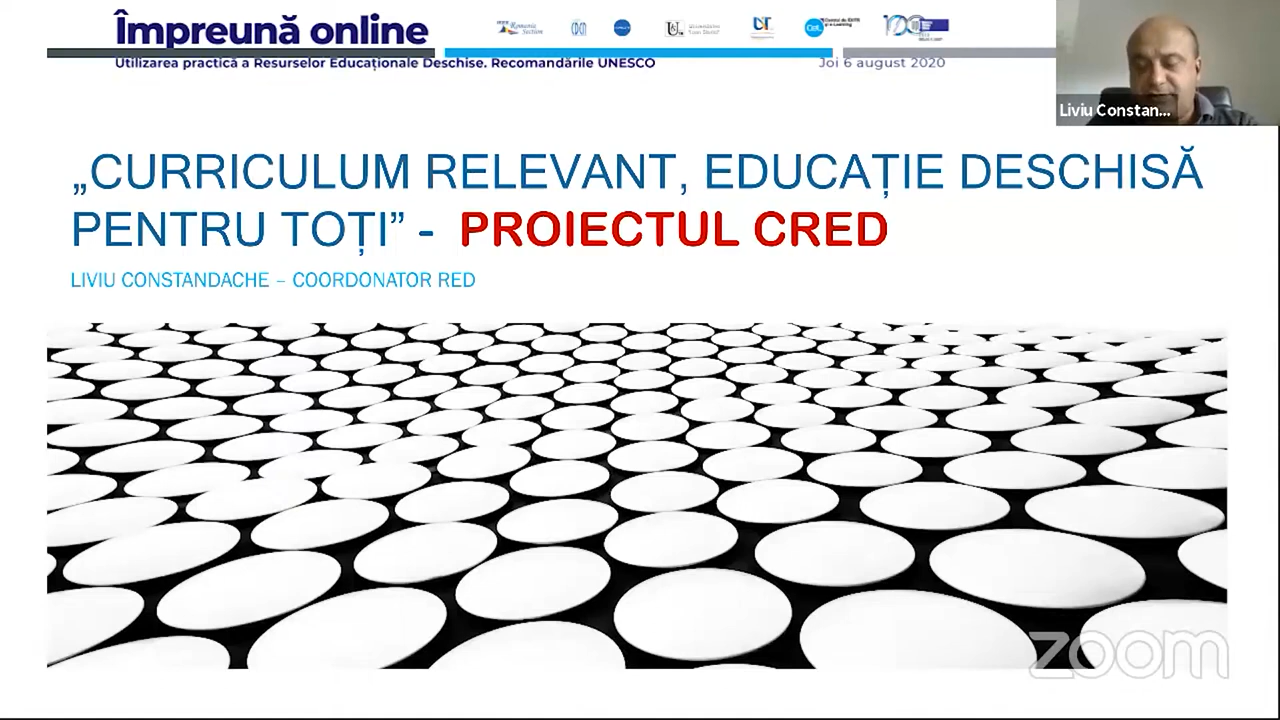 Împreună online
Utilizarea practică a Resurselor Educaționale Deschise. Recomandările UNESCO
Joi 6 august 2020
Liviu Constan...
„CURRICULUM RELEVANT, EDUCAȚIE DESCHISĂ
PENTRU TOȚI” - PROIECTUL CRED
LIVIU CONSTANDACHE – COORDONATOR RED
zoom